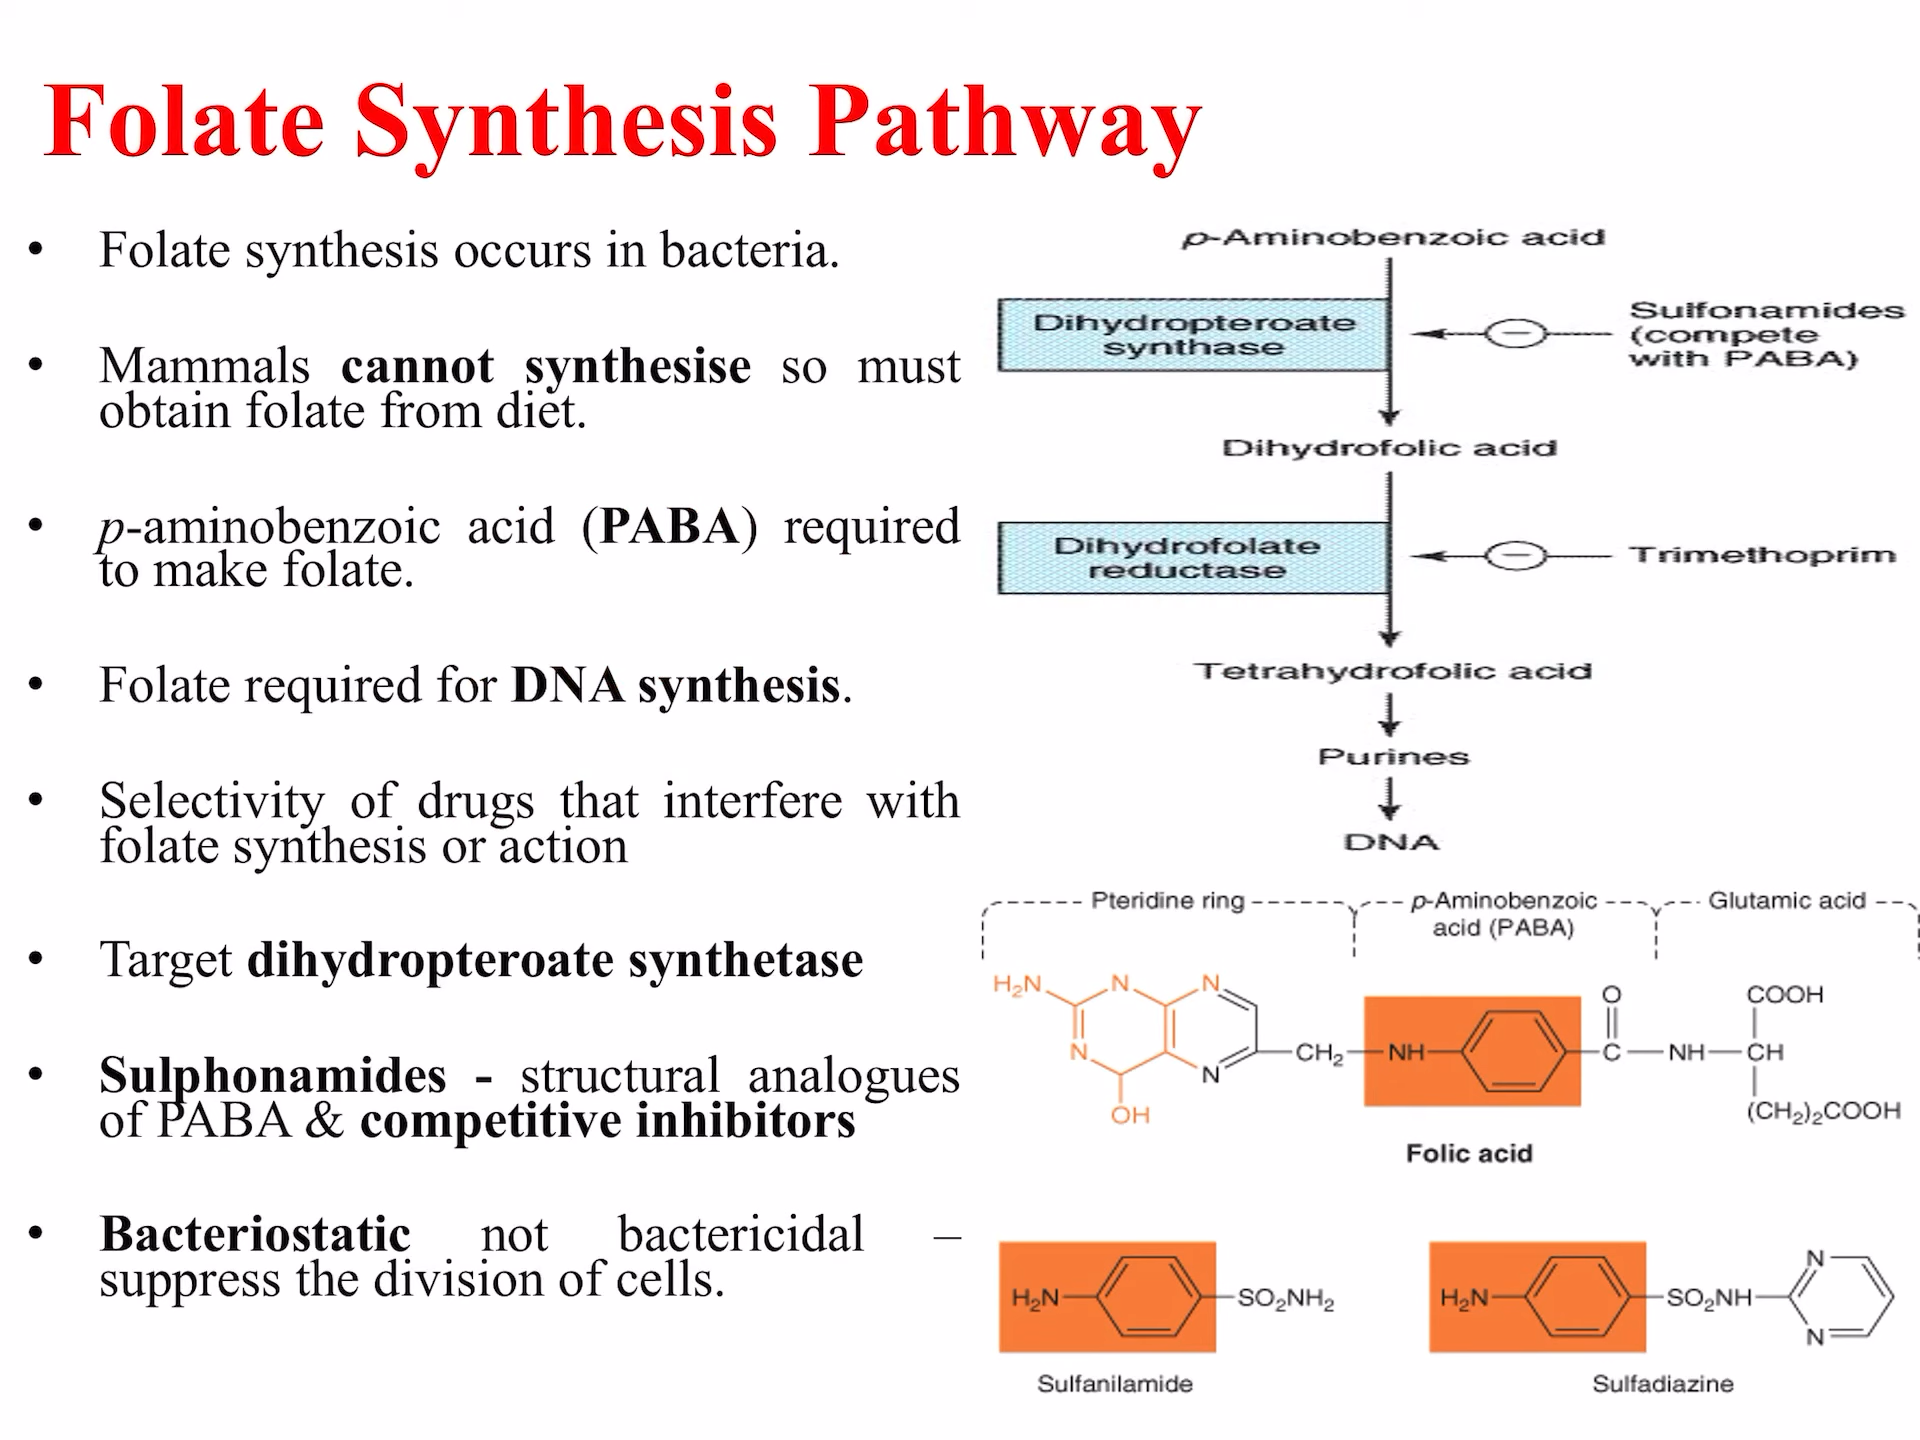 Folate Synthesis Pathway
• Folate synthesis occurs in bacteria.
• Mammals cannot synthesise so must
obtain folate from diet.
• p-aminobenzoic acid (PABA) required
to make folate.
• Folate required for DNA synthesis.
• Selectivity of drugs that interfere with
folate synthesis or action
• Target dihydropteroate synthetase
• Sulphonamides - structural analogues
of PABA & competitive inhibitors
• Bacteriostatic not bactericidal –
suppress the division of cells.
p-Aminobenzoic acid
Dihydropteroate
synthase
Sulfonamides
(compete
with PABA)
Dihydrofolic acid
Dihydrofolate
reductase
Trimethoprim
Tetrahydrofolic acid
Purines
DNA
Pteridine ring
p-Aminobenzoic
acid (PABA)
Glutamic acid
H₂N N N O COOH
N N CH₂ NH C NH CH
OH (CH₂)₂COOH
Folic acid
H₂N SO₂NH₂
Sulfanilamide
H₂N SO₂NH N N
Sulfadiazine